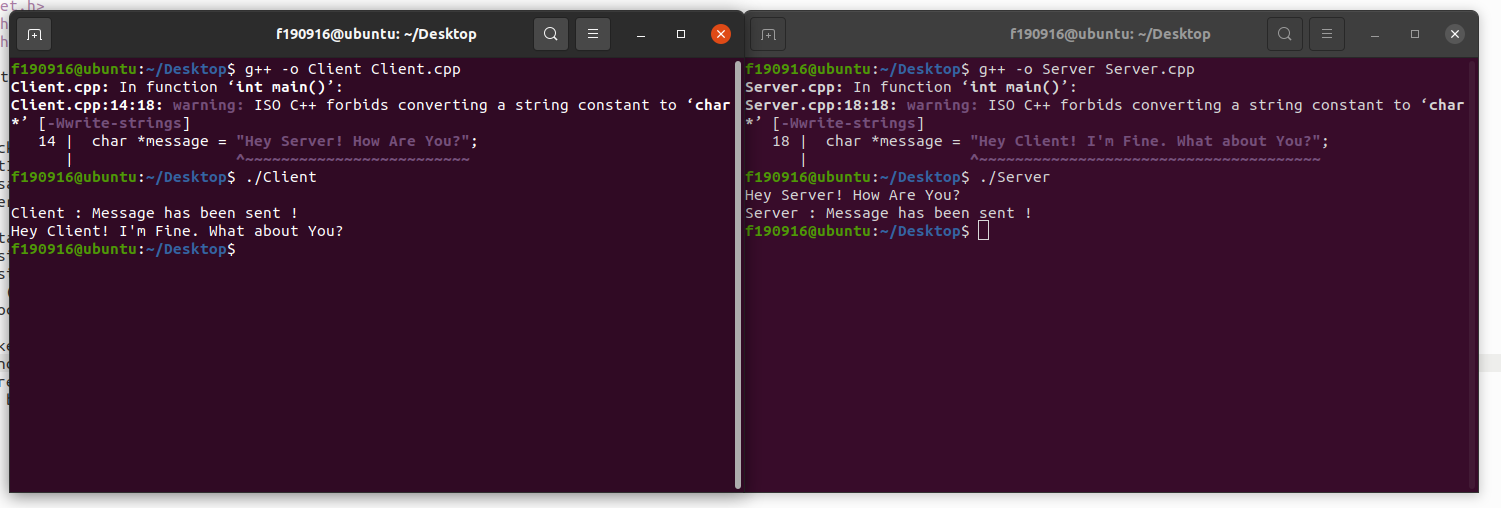 et.h>
f190916@ubuntu: ~/Desktop
f190916@ubuntu:~/Desktop$ g++ -o Client Client.cpp
Client.cpp: In function ‘int main()’:
Client.cpp:14:18: warning: ISO C++ forbids converting a string constant to ‘char
*’ [-Wwrite-strings]
14 |  char *message = "Hey Server! How Are You?";
|                  ^~~~~~~~~~~~~~~~~~~~~~~~~~
f190916@ubuntu:~/Desktop$ ./Client
Client : Message has been sent !
Hey Client! I'm Fine. What about You?
f190916@ubuntu:~/Desktop$
f190916@ubuntu: ~/Desktop
f190916@ubuntu:~/Desktop$ g++ -o Server Server.cpp
Server.cpp: In function ‘int main()’:
Server.cpp:18:18: warning: ISO C++ forbids converting a string constant to ‘char
*’ [-Wwrite-strings]
18 |  char *message = "Hey Client! I'm Fine. What about You?";
|                  ^~~~~~~~~~~~~~~~~~~~~~~~~~~~~~~~~~~~~~~
f190916@ubuntu:~/Desktop$ ./Server
Hey Server! How Are You?
Server : Message has been sent !
f190916@ubuntu:~/Desktop$